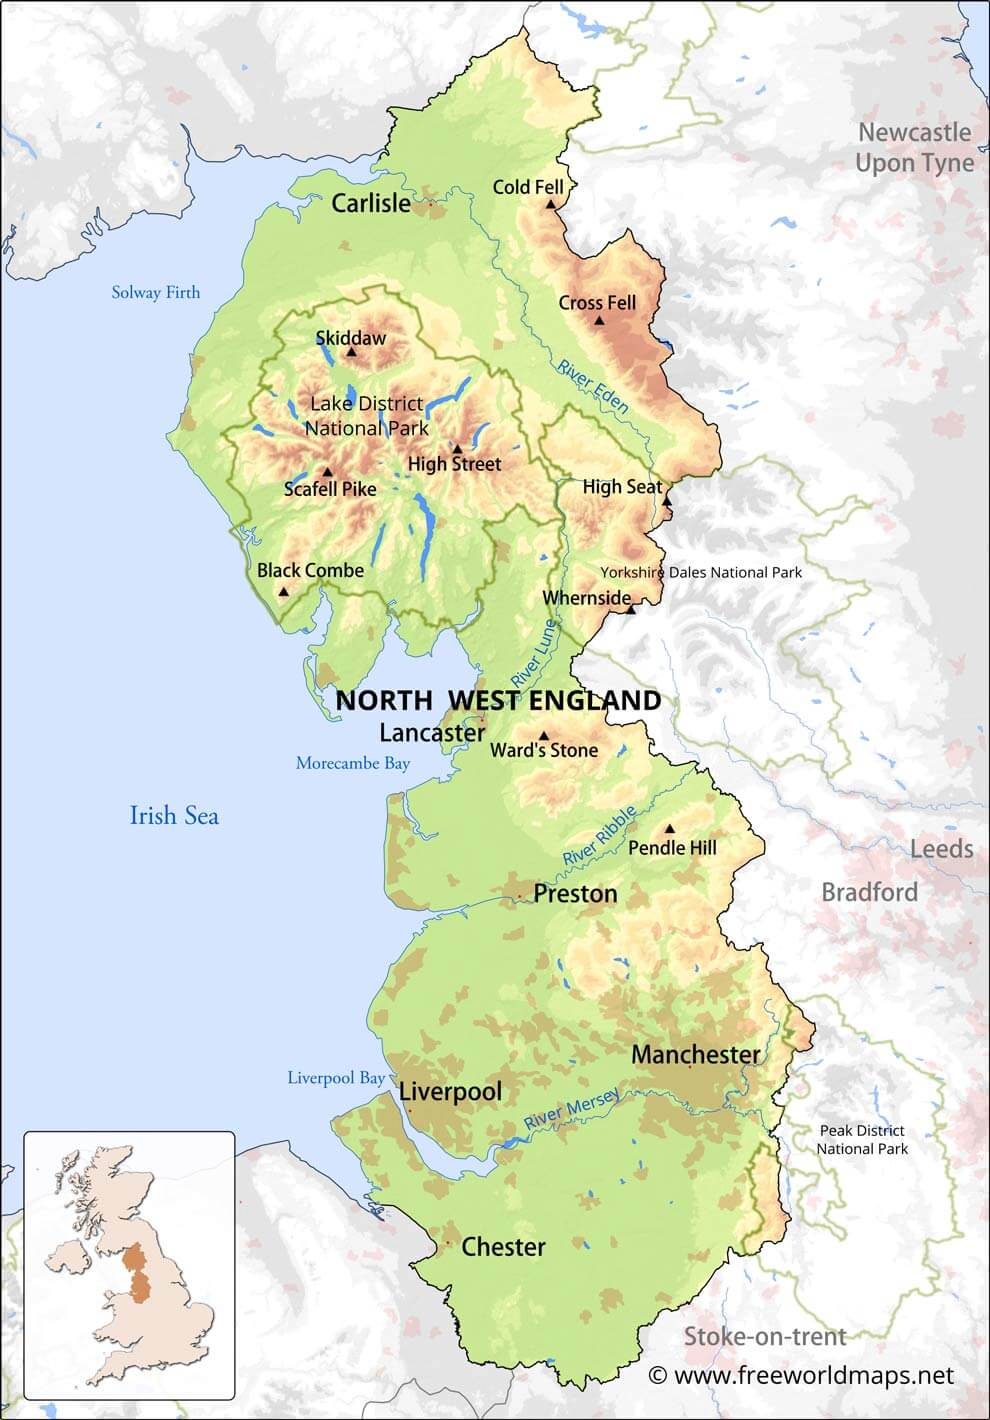 Newcastle
Upon Tyne
Cold Fell
Carlisle
Solway Firth
Cross Fell
Skiddaw
River Eden
Lake District
National Park
High Street
Scafell Pike
High Seat
Black Combe
Yorkshire Dales National Park
Whernside
River Lune
NORTH WEST ENGLAND
Lancaster
Ward's Stone
Morecambe Bay
Irish Sea
River Ribble
Pendle Hill
Leeds
Bradford
Preston
Manchester
Liverpool Bay
Liverpool
River Mersey
Peak District
National Park
Chester
Stoke-on-trent
© www.freeworldmaps.net